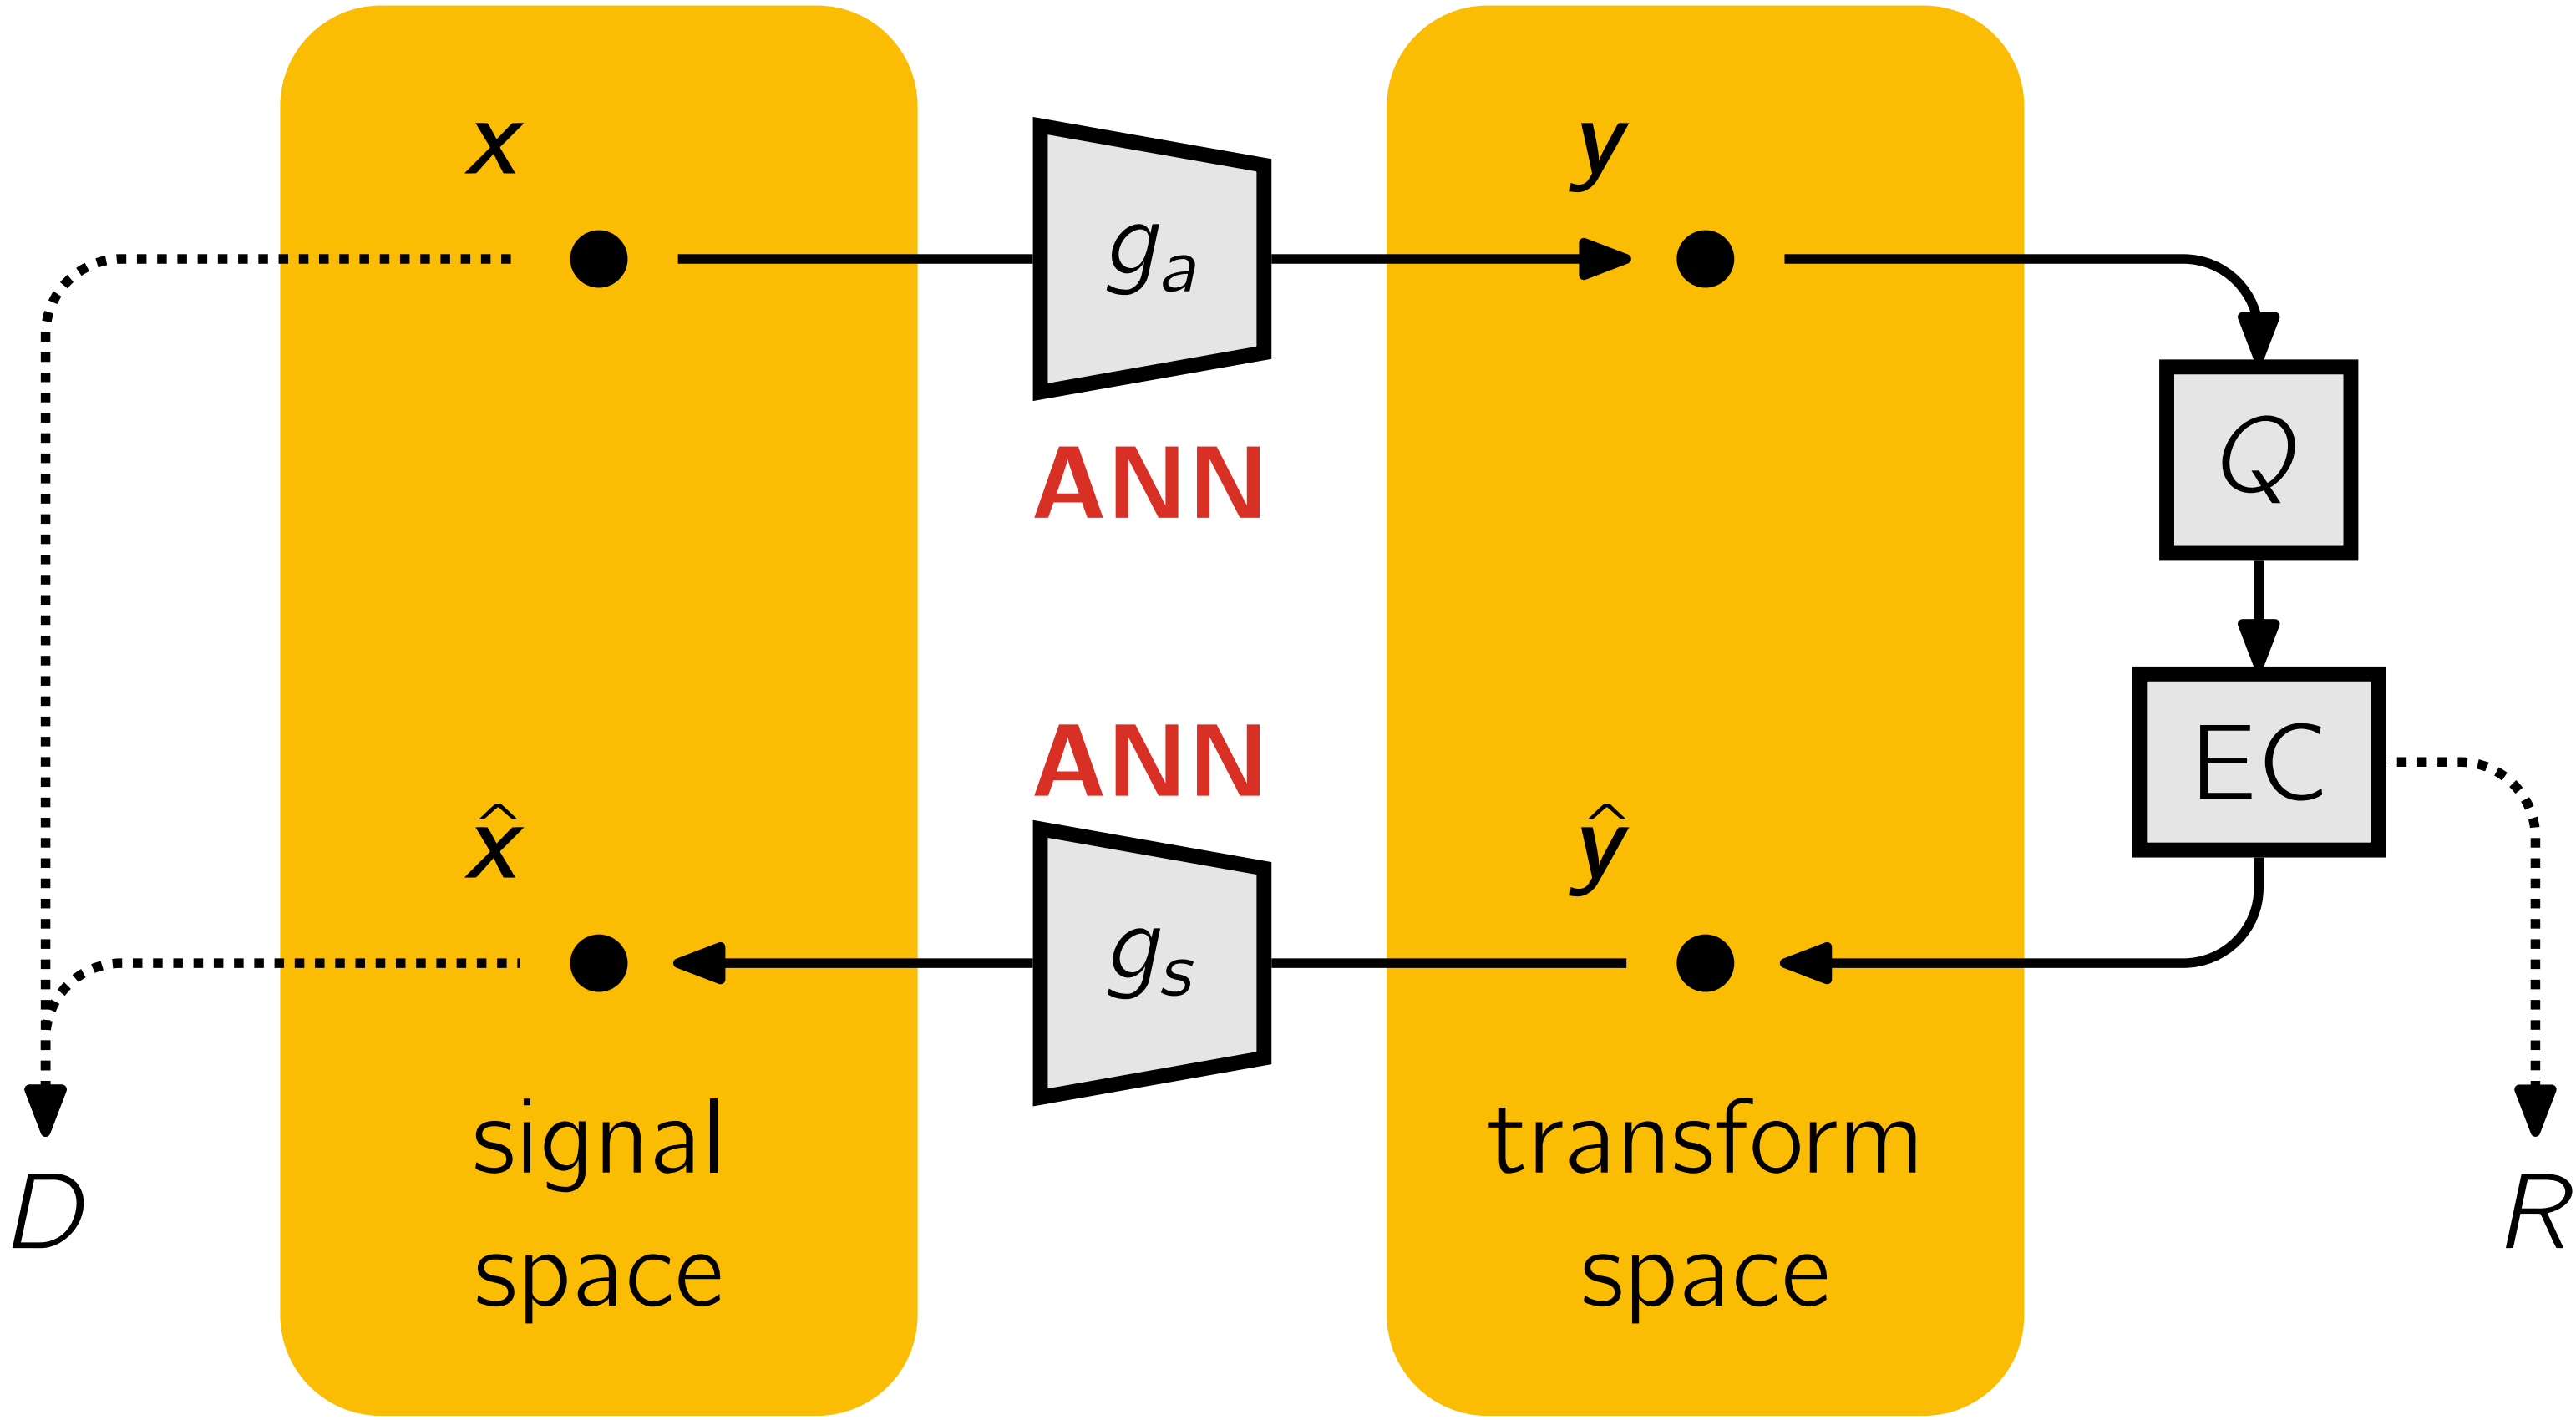 x
y
gₐ
Q
ANN
ANN
EC
x̂
ŷ
gₛ
signal
space
transform
space
D
R